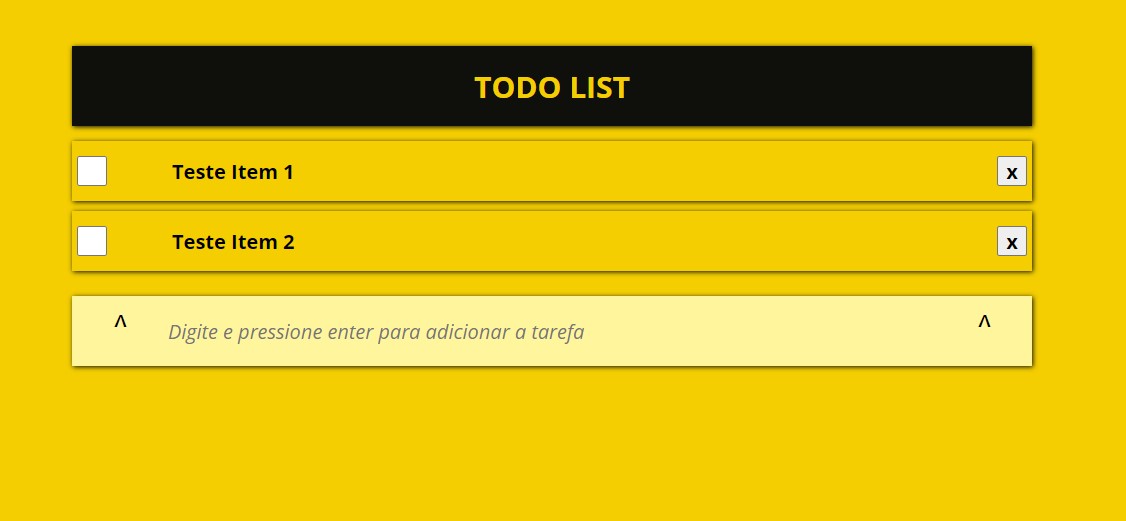 TODO LIST
Teste Item 1 x
Teste Item 2 x
^ Digite e pressione enter para adicionar a tarefa ^